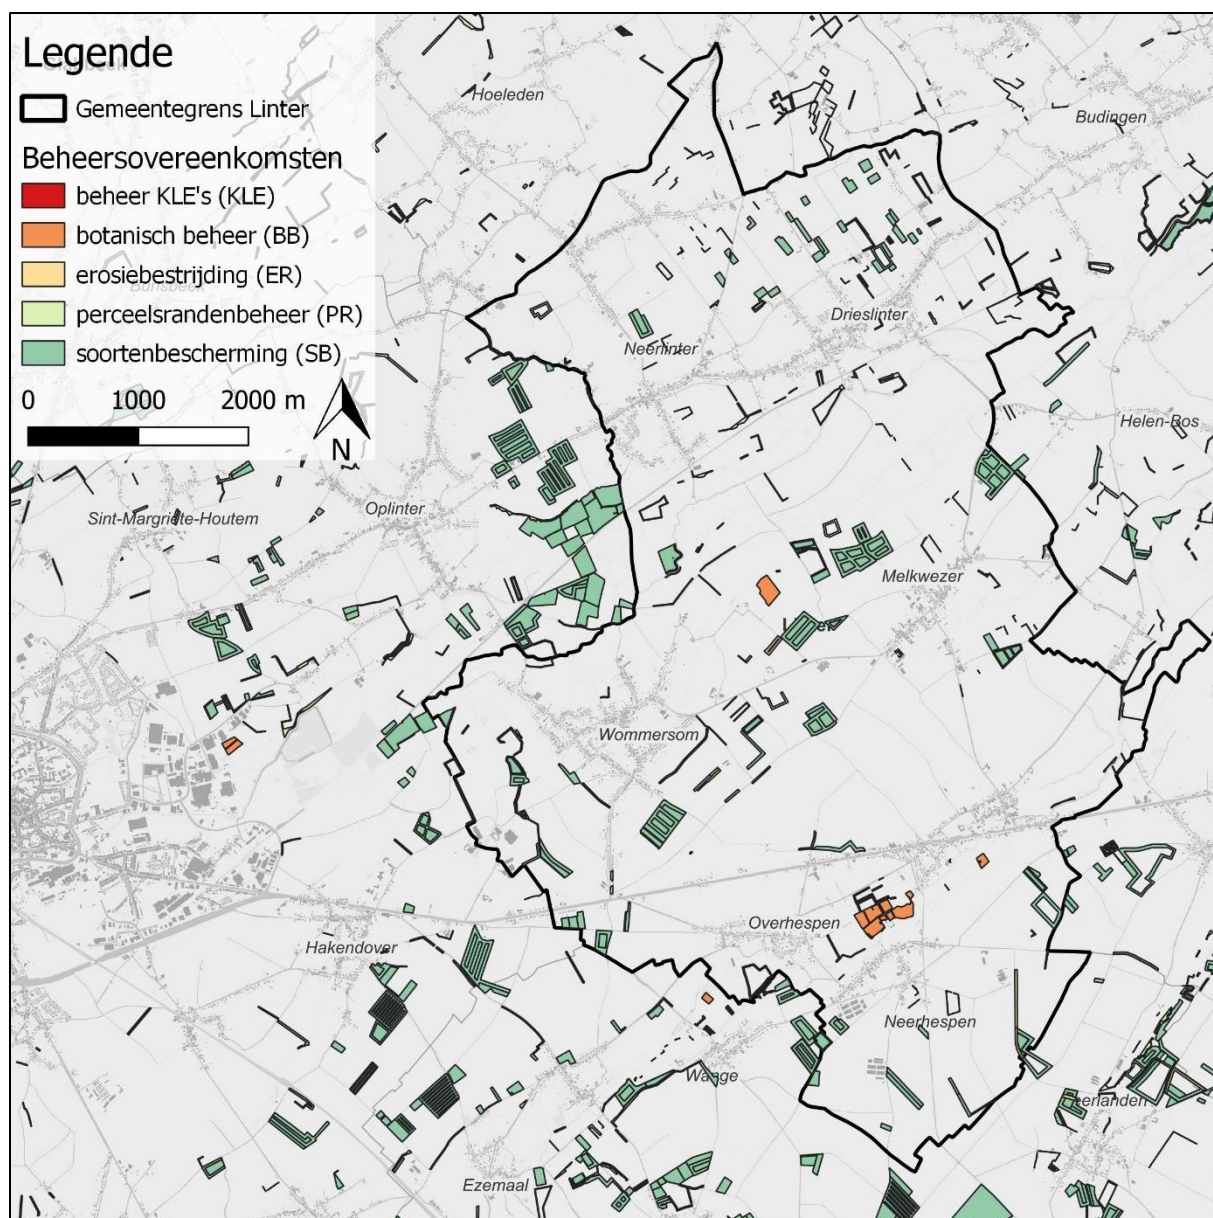 Legende
Gemeentegrens Linter
Beheersovereenkomsten
beheer KLE's (KLE)
botanisch beheer (BB)
erosiebestrijding (ER)
perceelsrandenbeheer (PR)
soortenbescherming (SB)
0 1000 2000 m
N
Hoeleden
Budingen
Drieslinter
Neerlinter
Helen-Bos
Oplinter
Sint-Margriete-Houtem
Melkwezer
Wommersom
Overhespen
Hakendover
Neerhespen
Wange
Ezemaal